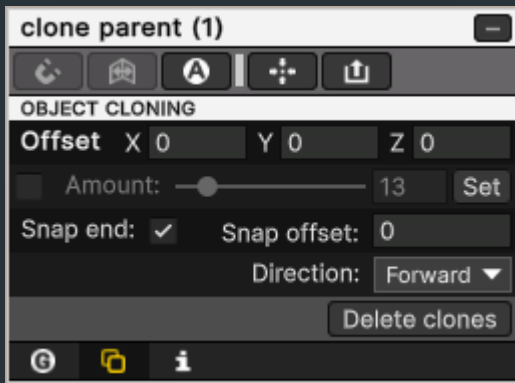 clone parent (1)
A
OBJECT CLONING
Offset X 0 Y 0 Z 0
Amount: 13 Set
Snap end: Snap offset: 0
Direction: Forward
Delete clones
G i